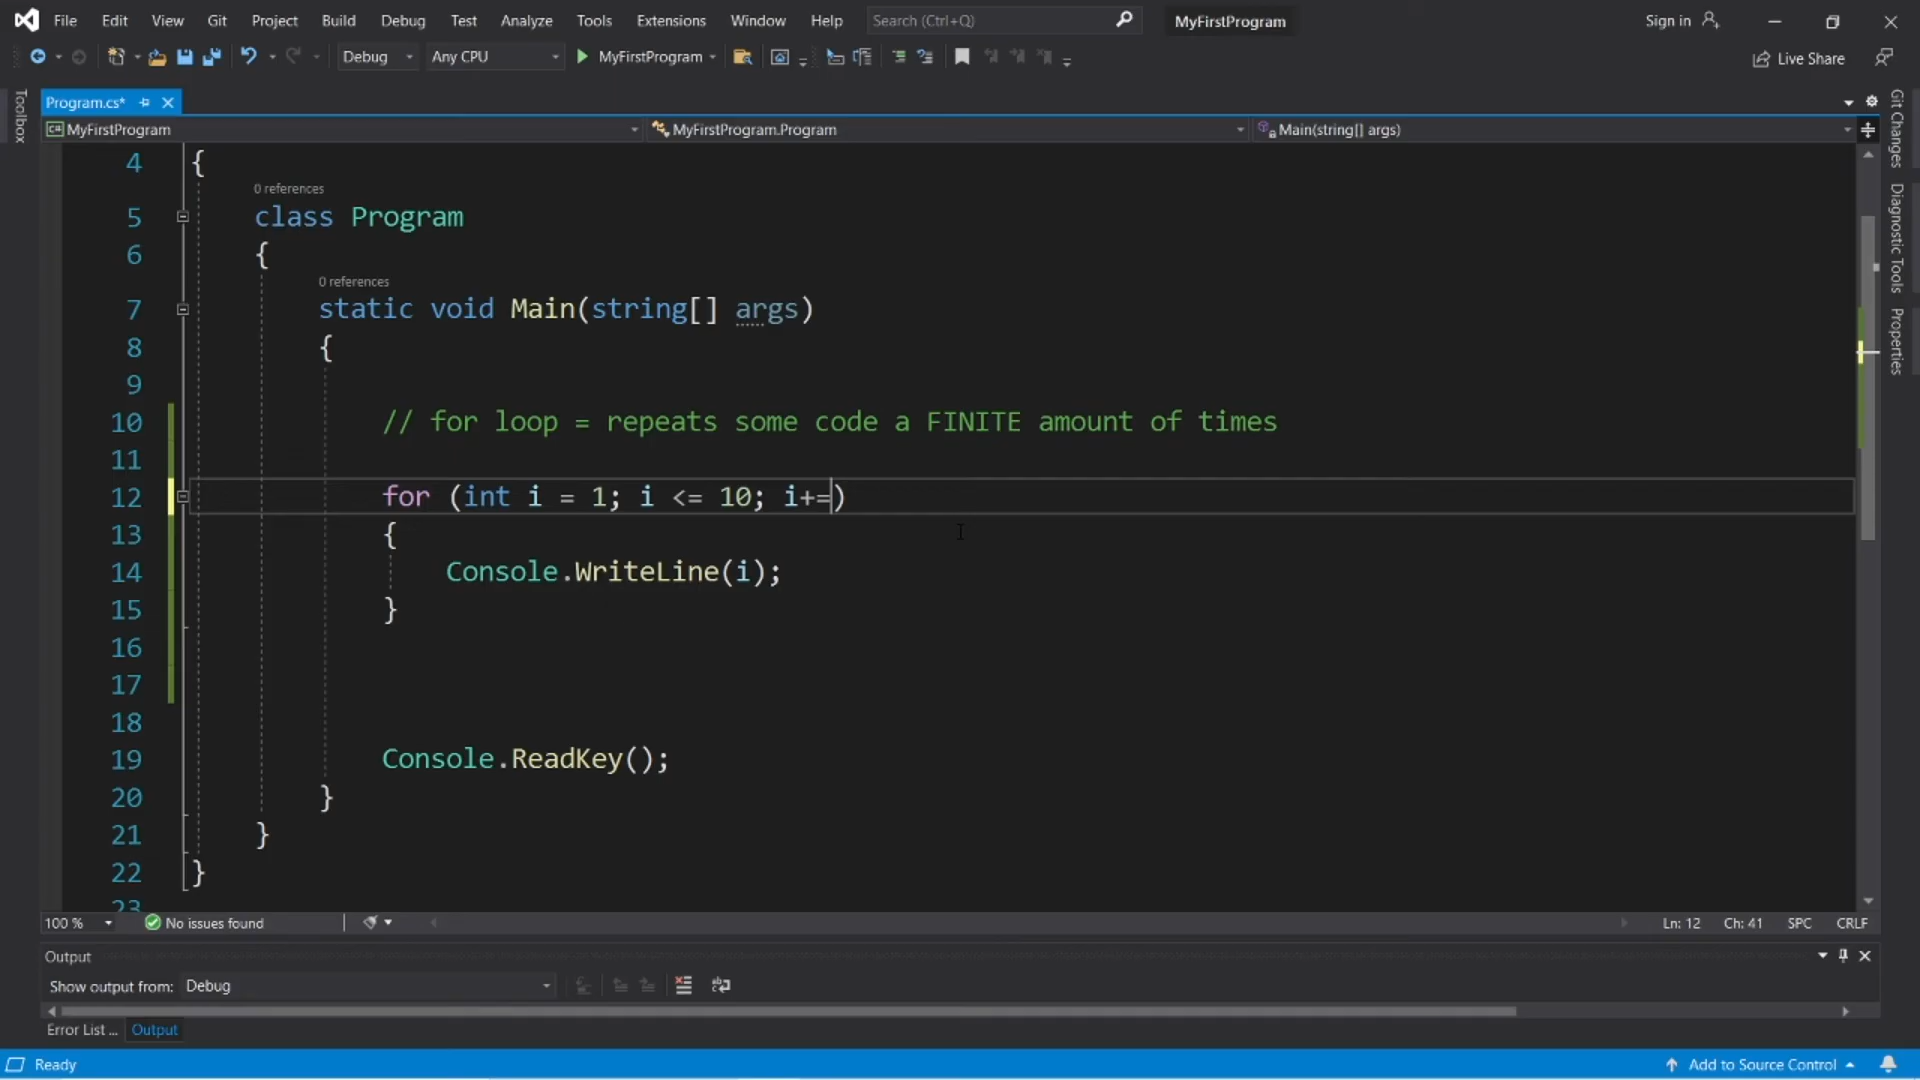 File Edit View Git Project Build Debug Test Analyze Tools Extensions Window Help Search (Ctrl+Q) MyFirstProgram Sign in
Debug Any CPU MyFirstProgram Live Share
Toolbox
Program.cs*
MyFirstProgram MyFirstProgram.Program Main(string[] args)
4 {
0 references
5 class Program
6 {
0 references
7 static void Main(string[] args)
8 {
9
10 // for loop = repeats some code a FINITE amount of times
11
12 for (int i = 1; i <= 10; i+=)
13 {
14 Console.WriteLine(i);
15 }
16
17
18
19 Console.ReadKey();
20 }
21 }
22 }
23
Git Changes
Diagnostic Tools
Properties
100 % No issues found Ln: 12 Ch: 41 SPC CRLF
Output
Show output from: Debug
Error List ... Output
Ready Add to Source Control